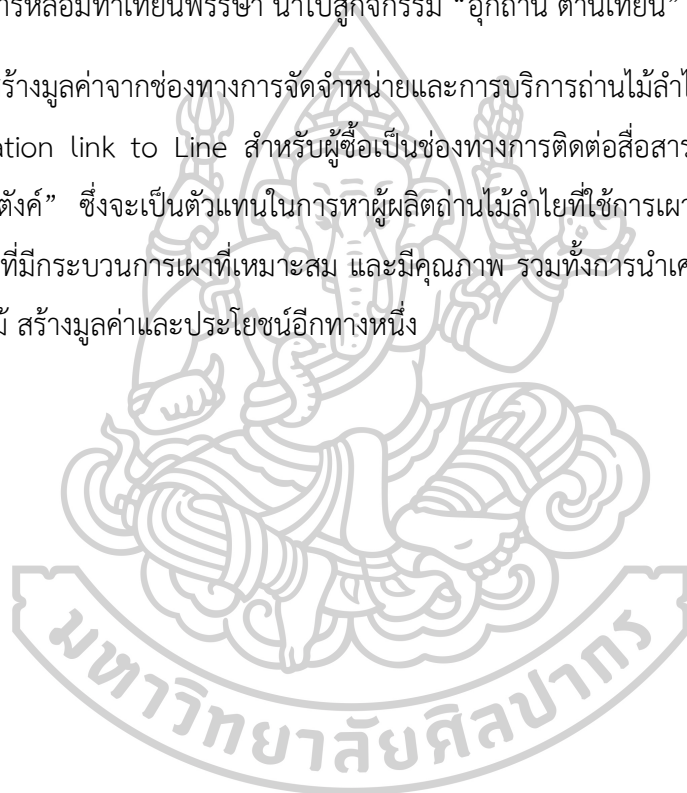 การหล่อมทำเทียนพรรษา นำไปสู่กิจกรรม “อุ๊กถ่าน ต๋านเทียน”
สร้างมูลค่าจากช่องทางการจัดจำหน่ายและการบริการถ่านไม้ลำไ
ation link to Line สำหรับผู้ซื้อเป็นช่องทางการติดต่อสื่อสาร
ตังค์” ซึ่งจะเป็นตัวแทนในการหาผู้ผลิตถ่านไม้ลำไยที่ใช้การเผา
ที่มีกระบวนการเผาที่เหมาะสม และมีคุณภาพ รวมทั้งการนำเศ
ม้ สร้างมูลค่าและประโยชน์อีกทางหนึ่ง
มหาวิทยาลัยศิลปากร